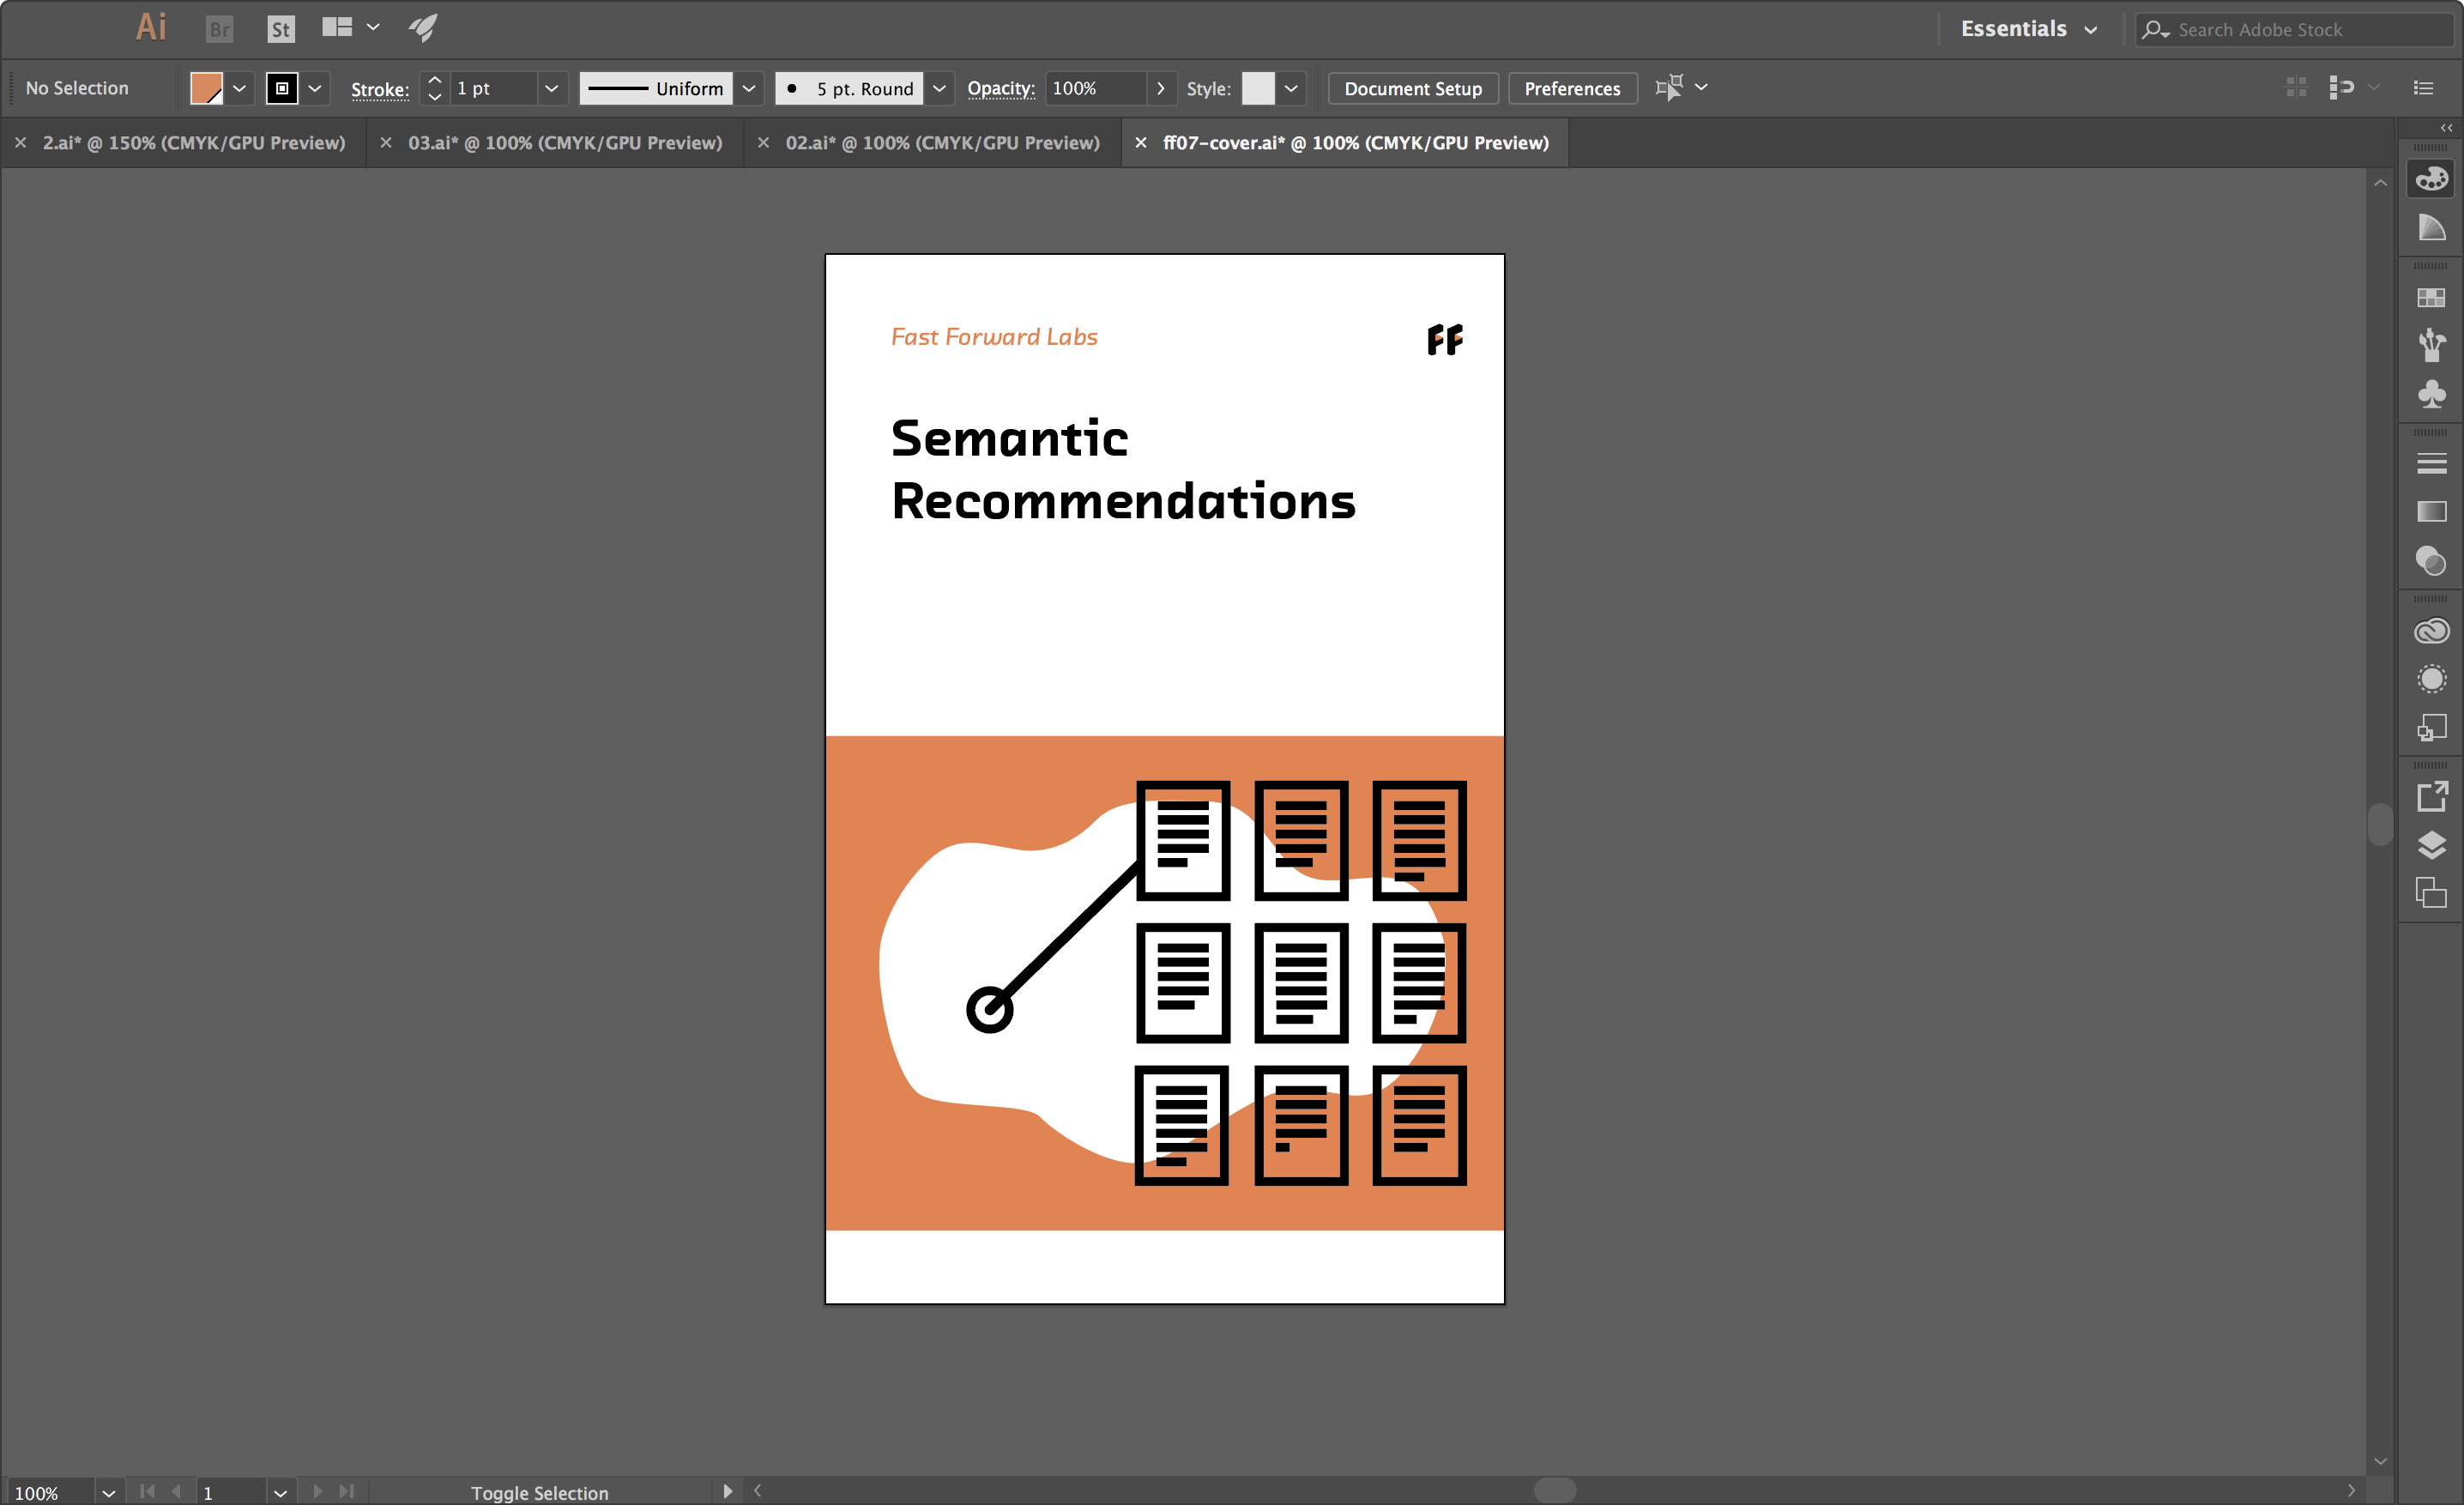 Ai Br St Essentials Search Adobe Stock
No Selection Stroke: 1 pt Uniform 5 pt. Round Opacity: 100% Style: Document Setup Preferences
2.ai* @ 150% (CMYK/GPU Preview) 03.ai* @ 100% (CMYK/GPU Preview) 02.ai* @ 100% (CMYK/GPU Preview) ff07-cover.ai* @ 100% (CMYK/GPU Preview)
Fast Forward Labs FF
Semantic
Recommendations
100% 1 Toggle Selection